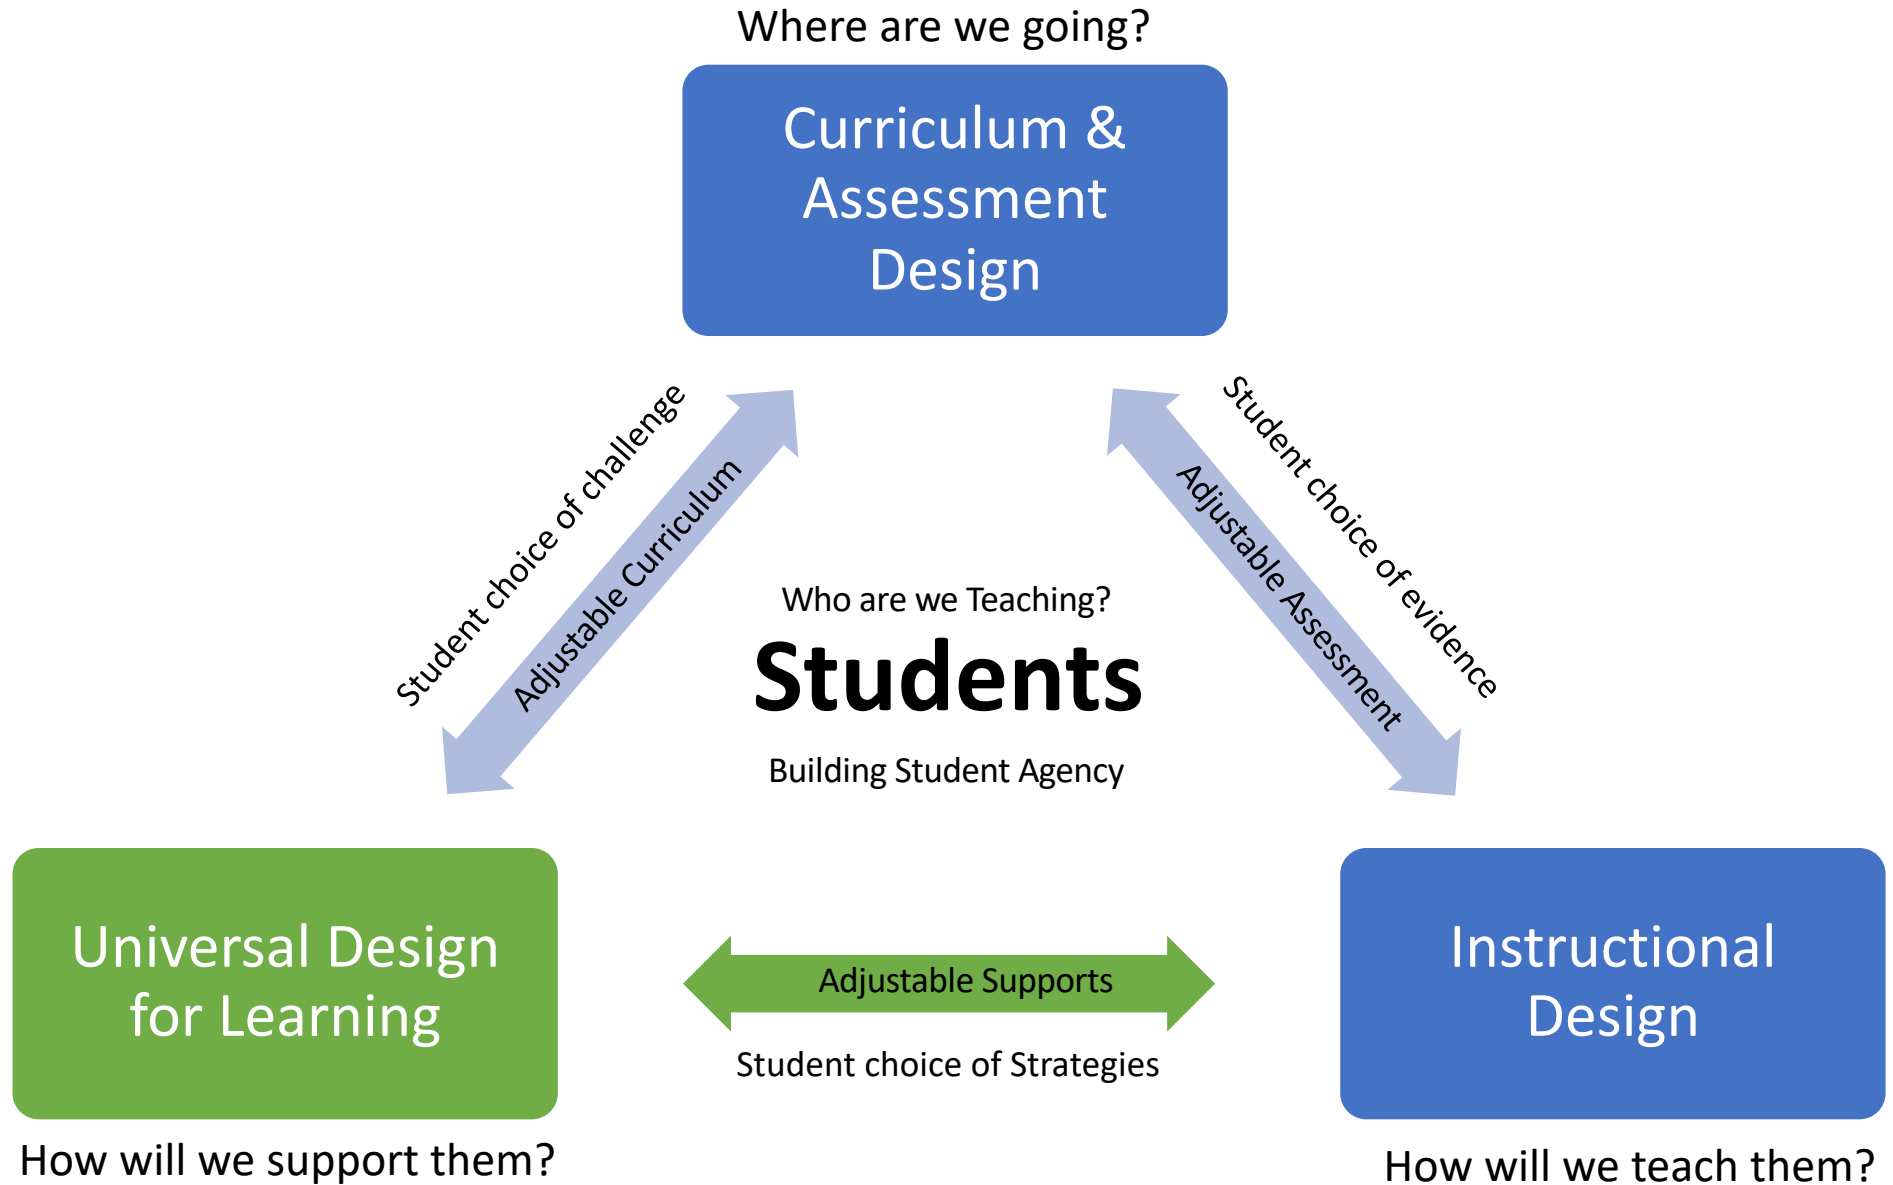 Where are we going?
Curriculum &
Assessment
Design
Student choice of challenge
Adjustable Curriculum
Adjustable Assessment
Student choice of evidence
Who are we Teaching?
Students
Building Student Agency
Universal Design
for Learning
Adjustable Supports
Student choice of Strategies
Instructional
Design
How will we support them?
How will we teach them?